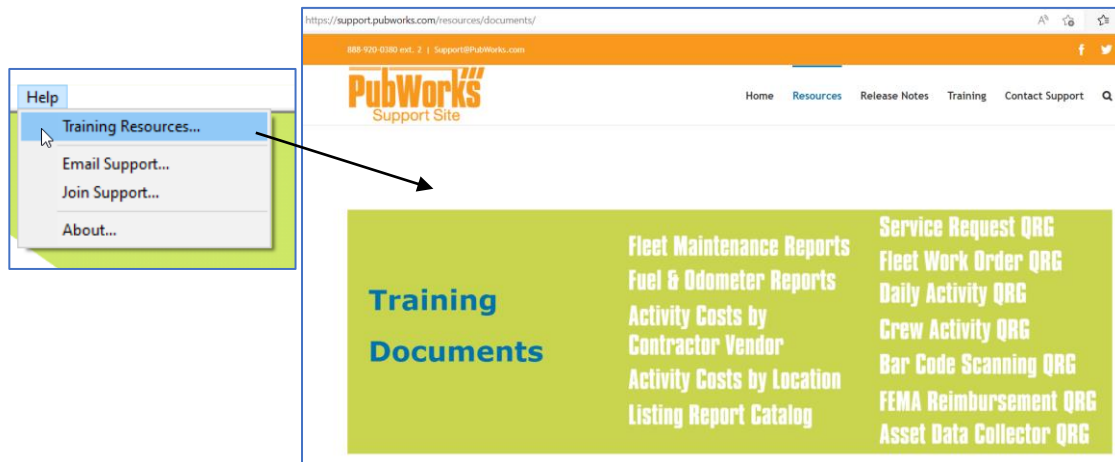 Help
Training Resources...
Email Support...
Join Support...
About...
https://support.pubworks.com/resources/documents/
888-920-0380 ext. 2 | Support@PubWorks.com
PubWorks
Support Site
Home Resources Release Notes Training Contact Support
Training
Documents
Fleet Maintenance Reports
Fuel & Odometer Reports
Activity Costs by
Contractor Vendor
Activity Costs by Location
Listing Report Catalog
Service Request QRG
Fleet Work Order QRG
Daily Activity QRG
Crew Activity QRG
Bar Code Scanning QRG
FEMA Reimbursement QRG
Asset Data Collector QRG